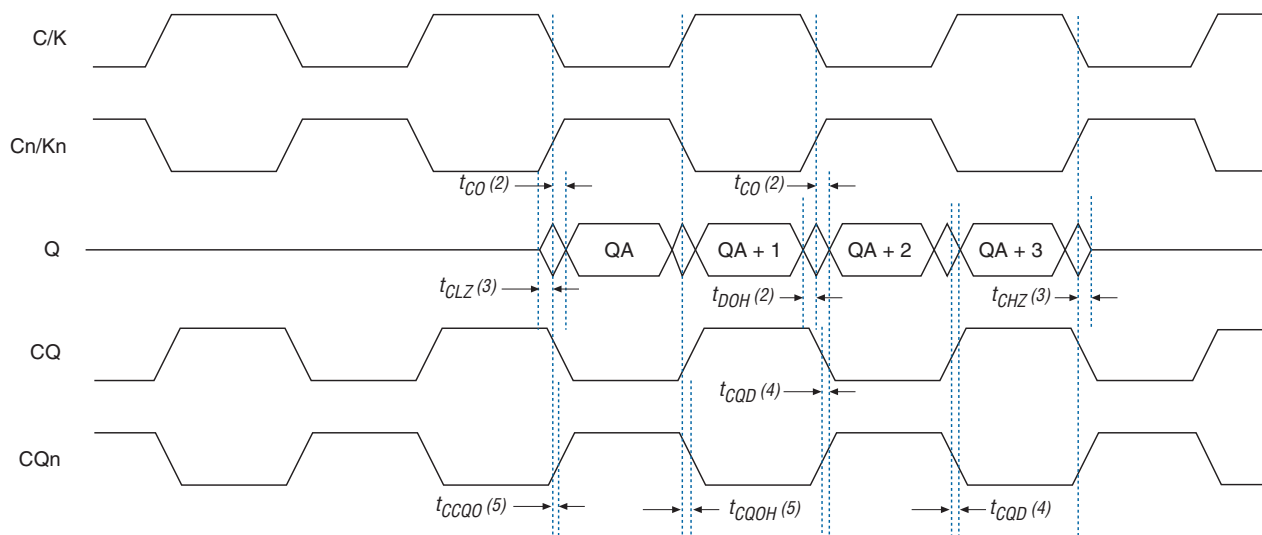 C/K
Cn/Kn
tCO (2)
tCO (2)
Q
QA
QA + 1
QA + 2
QA + 3
tCLZ (3)
tDOH (2)
tCHZ (3)
CQ
tCQD (4)
CQn
tCCQO (5)
tCQOH (5)
tCQD (4)